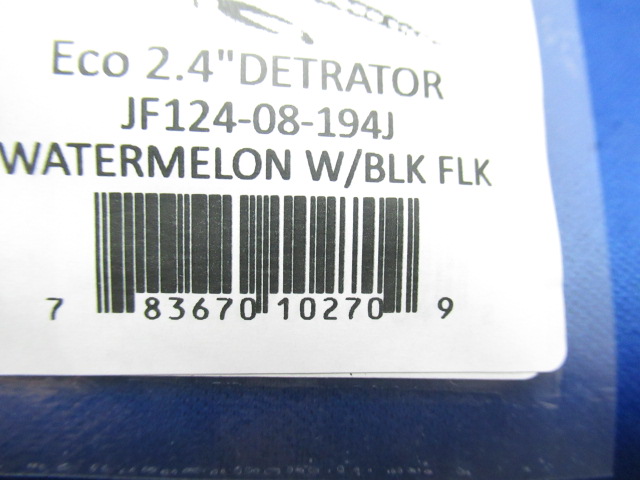 Eco 2.4"DETRATOR
JF124-08-194J
WATERMELON W/BLK FLK
7 83670 10270 9